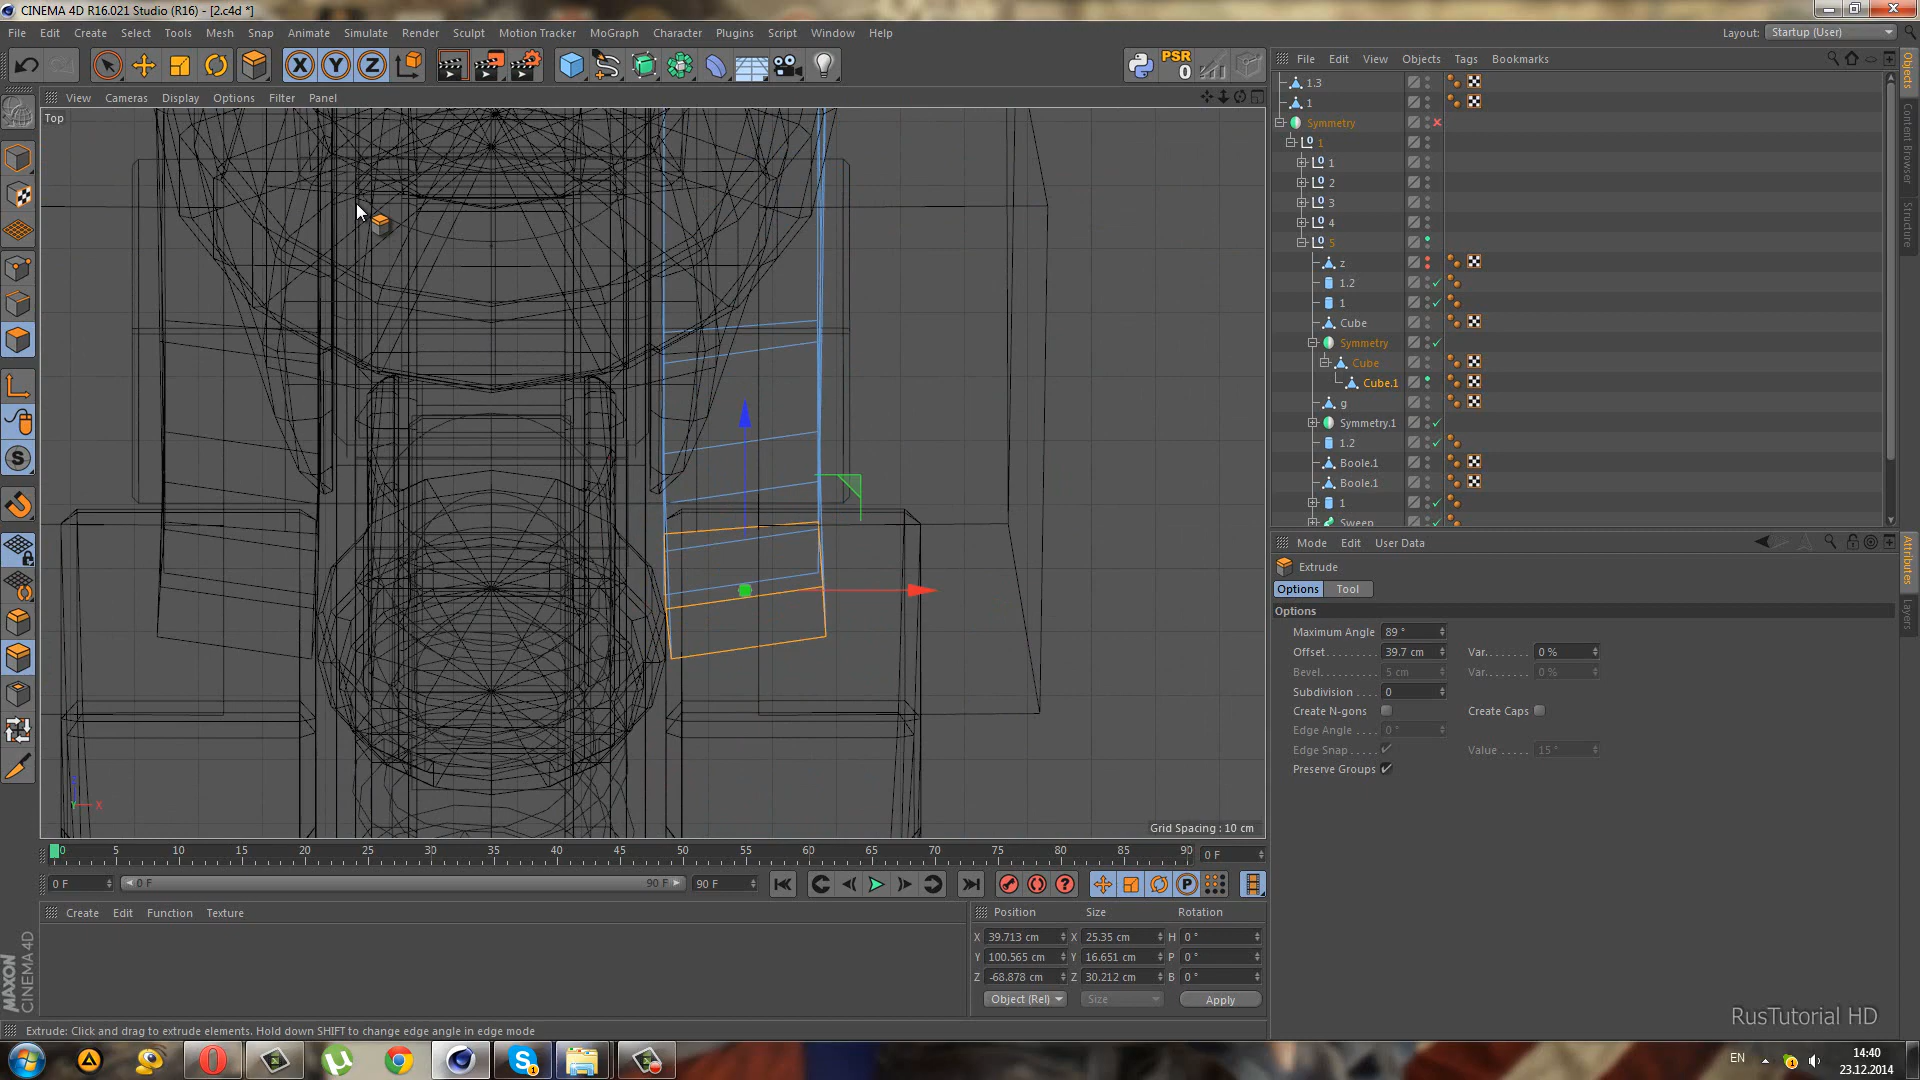 CINEMA 4D R16.021 Studio (R16) - [2.c4d *]
File Edit Create Select Tools Mesh Snap Animate Simulate Render Sculpt Motion Tracker MoGraph Character Plugins Script Window Help
Layout: Startup (User)
X Y Z
PSR
0
File Edit View Objects Tags Bookmarks
View Cameras Display Options Filter Panel
Top
1.3
1
Symmetry
1
1
2
3
4
5
z
1.2
1
Cube
Symmetry
Cube
Cube.1
g
Symmetry.1
1.2
Boole.1
Boole.1
1
Sweep
Objects
Content Browser
Structure
Mode Edit User Data
Extrude
Options Tool
Options
Maximum Angle 89 °
Offset 39.7 cm Var. 0 %
Bevel 5 cm Var. 0 %
Subdivision 0
Create N-gons Create Caps
Edge Angle 0 °
Edge Snap Value 15 °
Preserve Groups
Attributes
Layers
Y X
Grid Spacing : 10 cm
0 5 10 15 20 25 30 35 40 45 50 55 60 65 70 75 80 85 90
0 F
0 F 0 F 90 F 90 F
Create Edit Function Texture
Position Size Rotation
X 39.713 cm X 25.35 cm H 0 °
Y 100.565 cm Y 16.651 cm P 0 °
Z -68.878 cm Z 30.212 cm B 0 °
Object (Rel) Size Apply
MAXON
CINEMA 4D
Extrude: Click and drag to extrude elements. Hold down SHIFT to change edge angle in edge mode
RusTutorial HD
EN
14:40
23.12.2014